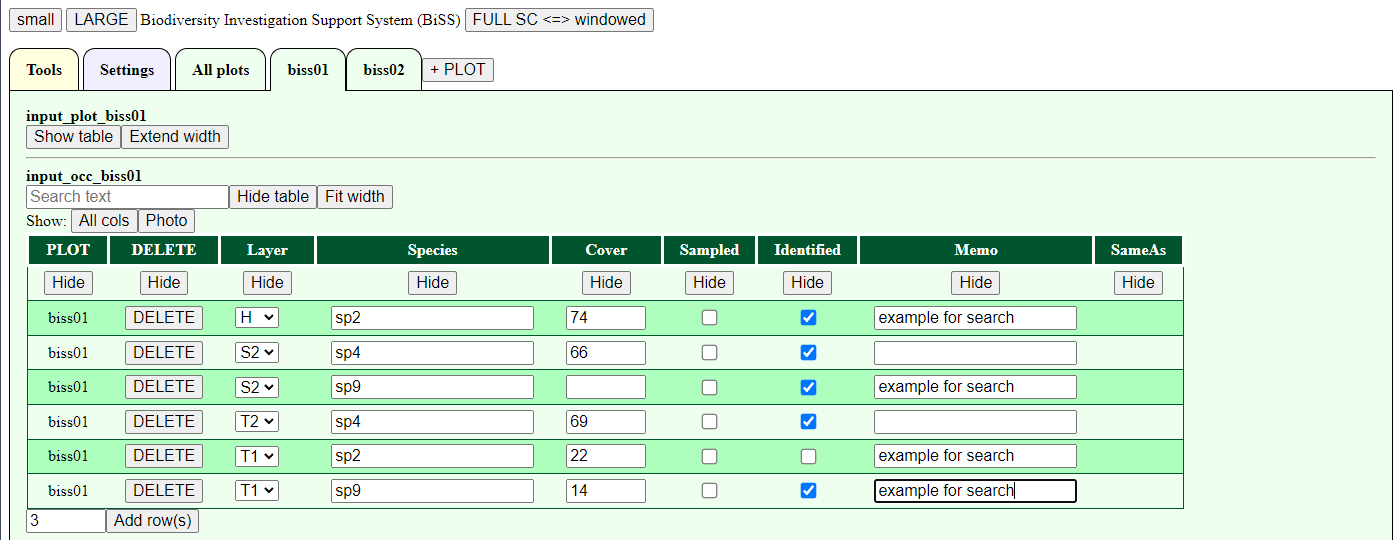 small LARGE Biodiversity Investigation Support System (BiSS) FULL SC <=> windowed
Tools Settings All plots biss01 biss02 + PLOT
input_plot_biss01
Show table Extend width
input_occ_biss01
Search text Hide table Fit width
Show: All cols Photo
PLOT DELETE Layer Species Cover Sampled Identified Memo SameAs
Hide Hide Hide Hide Hide Hide Hide Hide Hide
biss01 DELETE H sp2 74 example for search
biss01 DELETE S2 sp4 66
biss01 DELETE S2 sp9 example for search
biss01 DELETE T2 sp4 69
biss01 DELETE T1 sp2 22 example for search
biss01 DELETE T1 sp9 14 example for search
3 Add row(s)